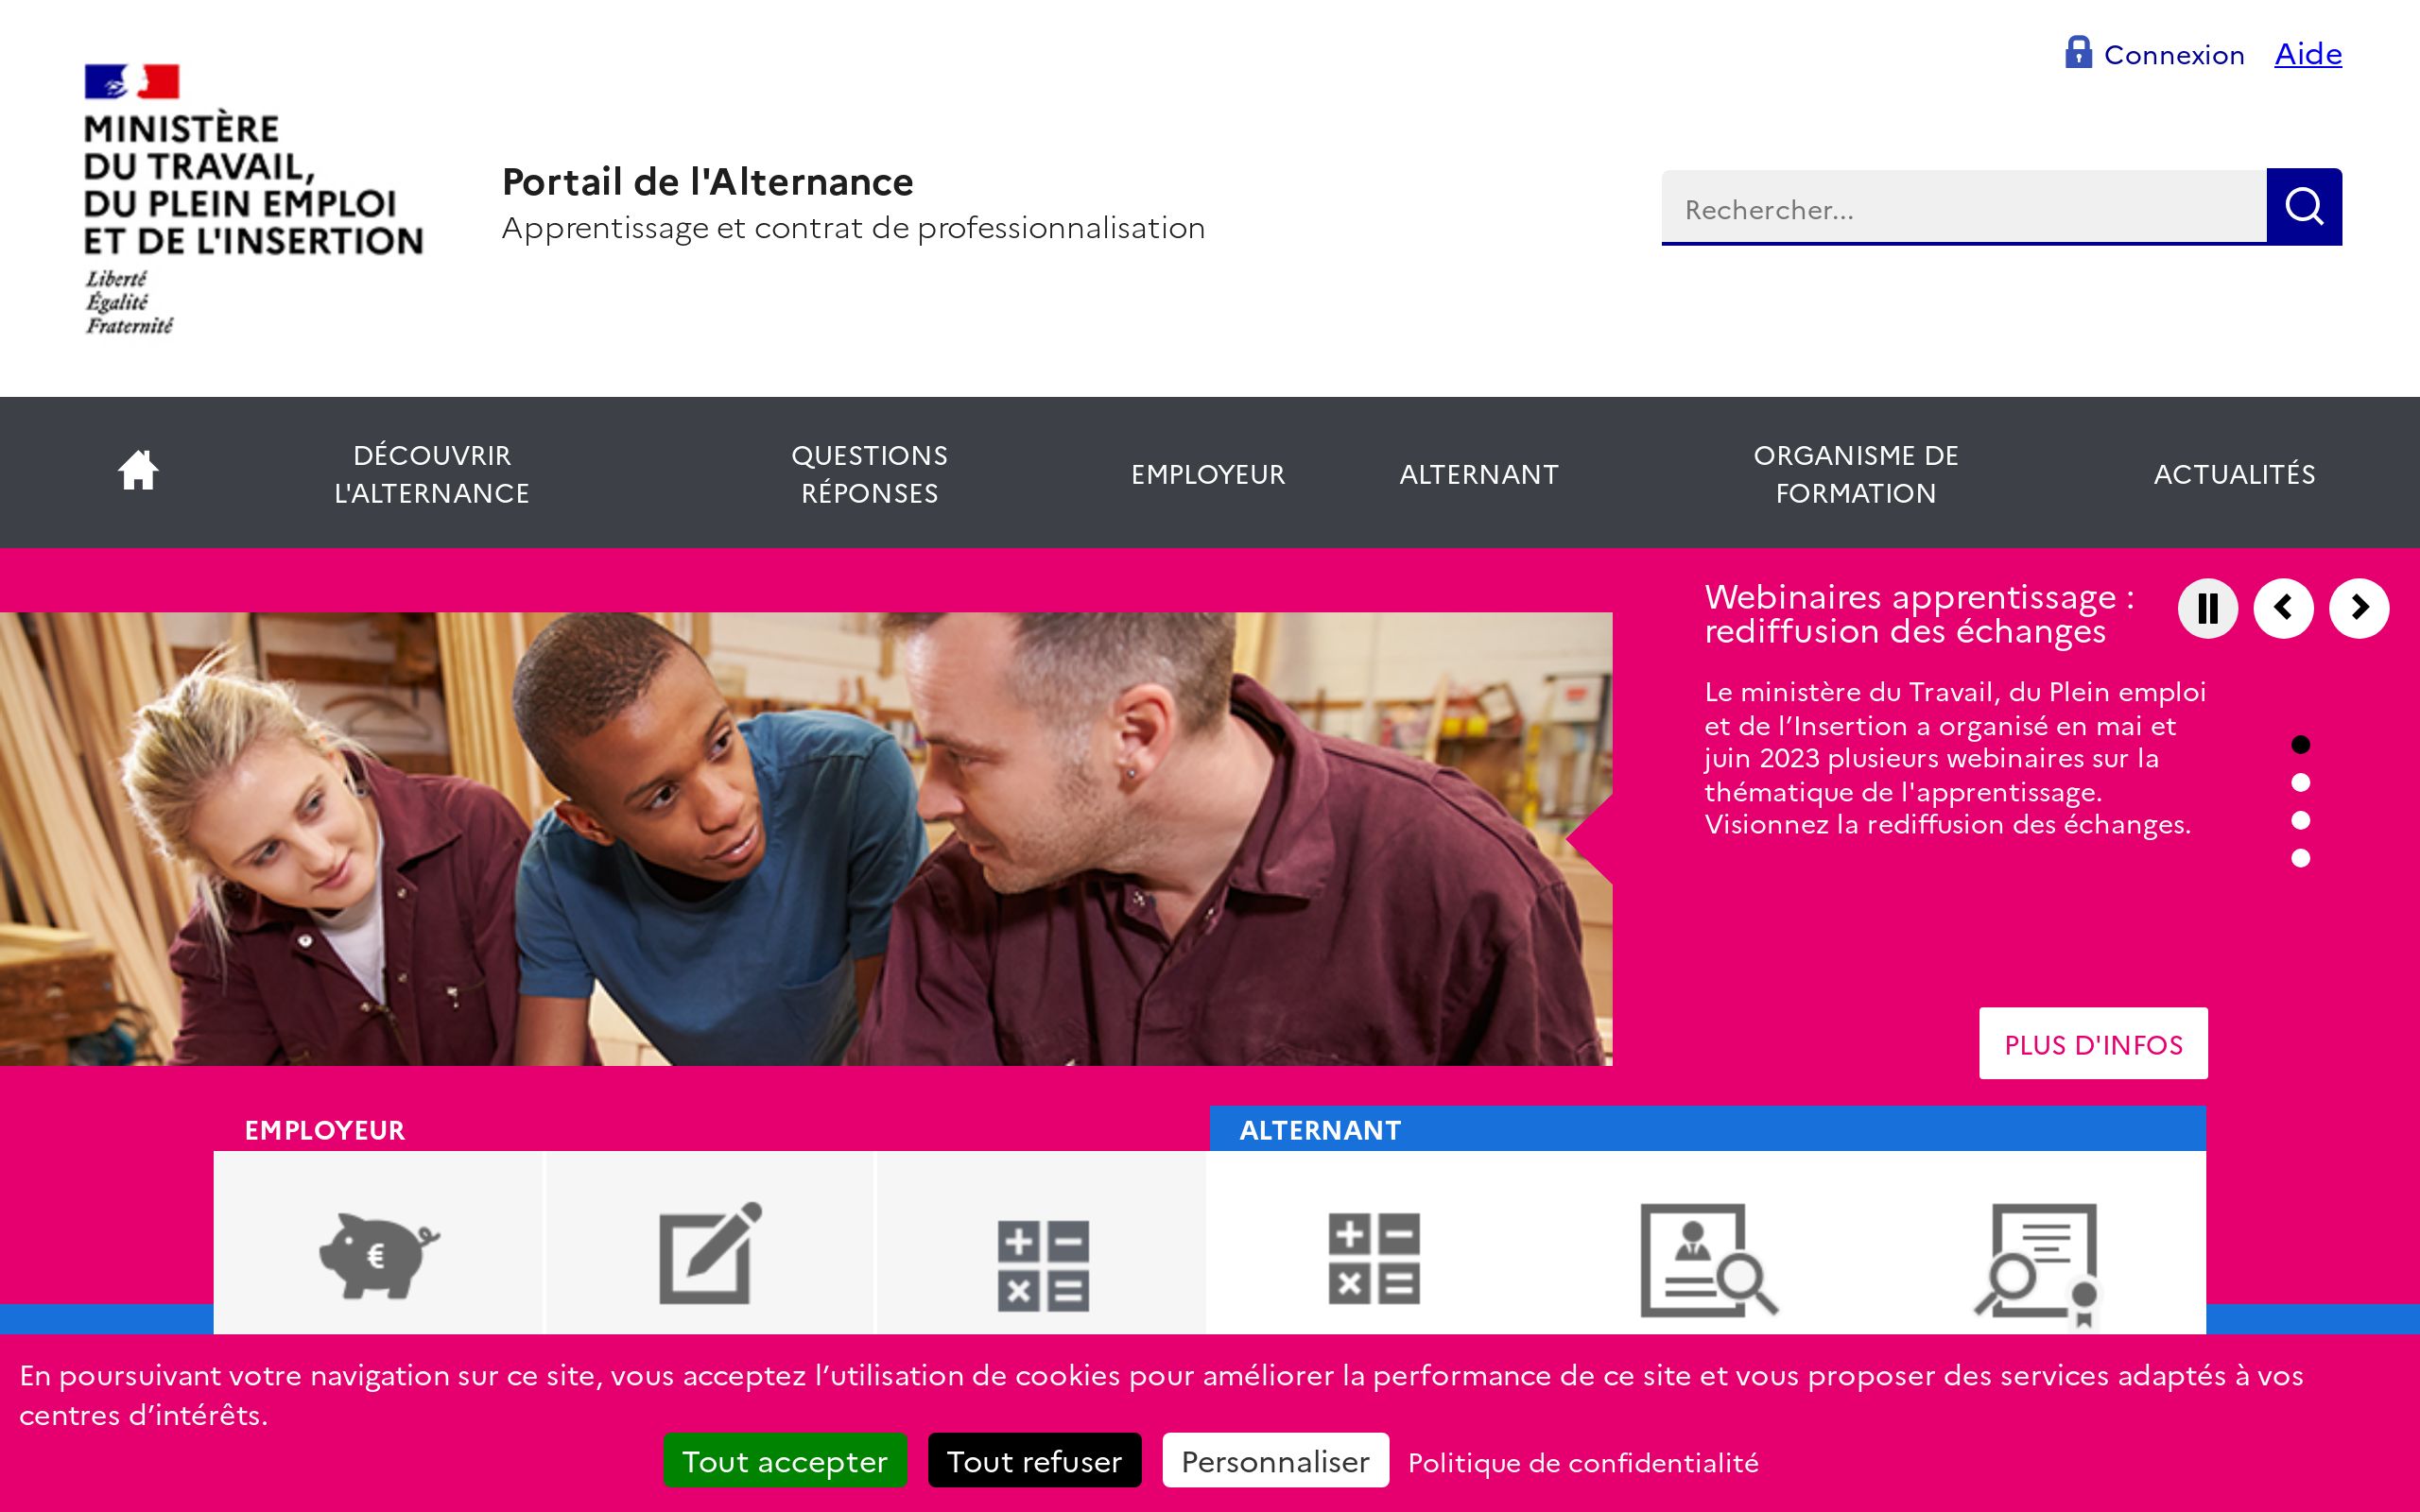 Connexion Aide
MINISTÈRE
DU TRAVAIL,
DU PLEIN EMPLOI
ET DE L'INSERTION
Liberté
Égalité
Fraternité
Portail de l'Alternance
Apprentissage et contrat de professionnalisation
Rechercher...
DÉCOUVRIR
L'ALTERNANCE
QUESTIONS
RÉPONSES
EMPLOYEUR
ALTERNANT
ORGANISME DE
FORMATION
ACTUALITÉS
Webinaires apprentissage :
rediffusion des échanges
Le ministère du Travail, du Plein emploi
et de l’Insertion a organisé en mai et
juin 2023 plusieurs webinaires sur la
thématique de l'apprentissage.
Visionnez la rediffusion des échanges.
PLUS D'INFOS
EMPLOYEUR
ALTERNANT
En poursuivant votre navigation sur ce site, vous acceptez l’utilisation de cookies pour améliorer la performance de ce site et vous proposer des services adaptés à vos
centres d’intérêts.
Tout accepter
Tout refuser
Personnaliser
Politique de confidentialité